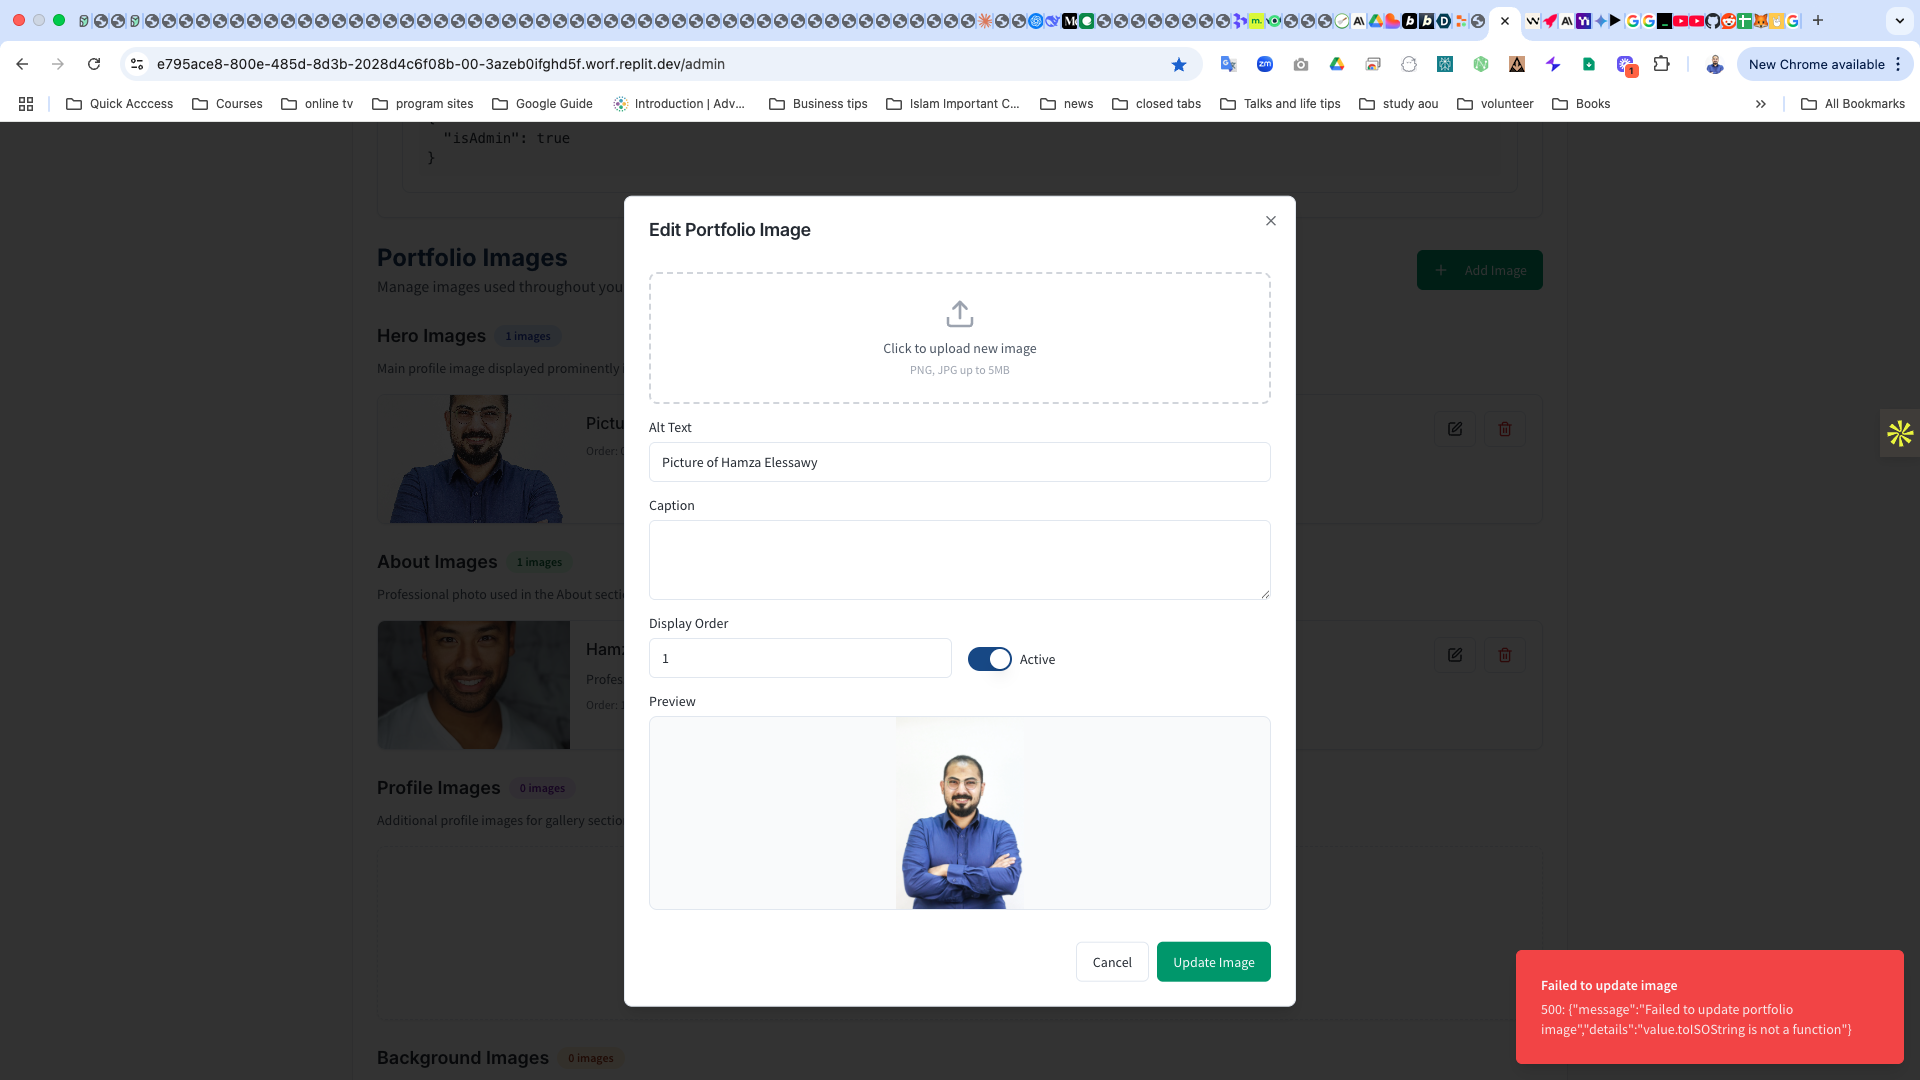 e795ace8-800e-485d-8d3b-2028d4c6f08b-00-3azeb0ifghd5f.worf.replit.dev/admin
New Chrome available
Quick Acccess
Courses
online tv
program sites
Google Guide
Introduction | Adv...
Business tips
Islam Important C...
news
closed tabs
Talks and life tips
study aou
volunteer
Books
All Bookmarks
"isAdmin": true
}
Edit Portfolio Image
Portfolio Images
Manage images used throughout you
Add Image
Click to upload new image
PNG, JPG up to 5MB
Hero Images
1 images
Main profile image displayed prominently
Pictu
Order:
Alt Text
Picture of Hamza Elessawy
Caption
About Images
1 images
Professional photo used in the About secti
Ham
Profes
Order:
Display Order
1
Active
Preview
Profile Images
0 images
Additional profile images for gallery sectio
Cancel
Update Image
Failed to update image
500: {"message":"Failed to update portfolio
image","details":"value.toISOString is not a function"}
Background Images
0 images